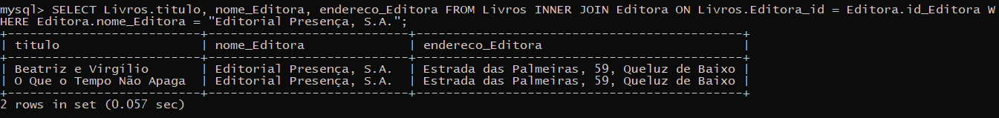 mysql> SELECT Livros.titulo, nome_Editora, endereco_Editora FROM Livros INNER JOIN Editora ON Livros.Editora_id = Editora.id_Editora W
HERE Editora.nome_Editora = "Editorial Presença, S.A.";
+-------------------------+--------------------------+------------------------------------------+
| titulo                  | nome_Editora             | endereco_Editora                         |
+-------------------------+--------------------------+------------------------------------------+
| Beatriz e Virgílio      | Editorial Presença, S.A. | Estrada das Palmeiras, 59, Queluz de Baixo |
| O Que o Tempo Não Apaga | Editorial Presença, S.A. | Estrada das Palmeiras, 59, Queluz de Baixo |
+-------------------------+--------------------------+------------------------------------------+
2 rows in set (0.057 sec)